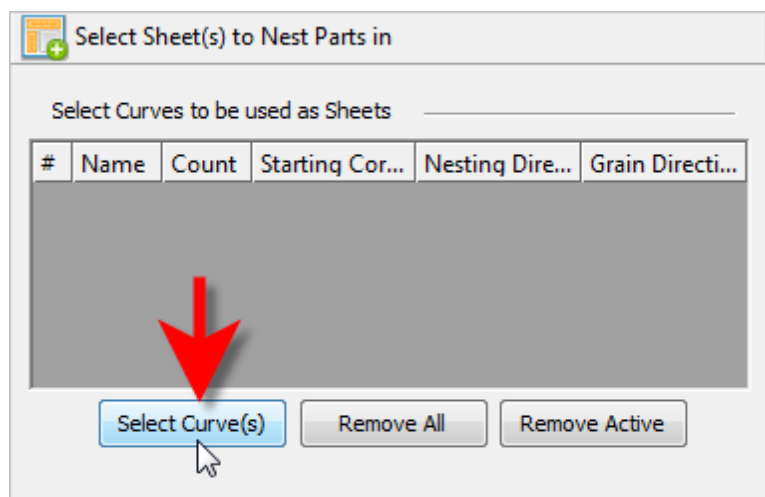 Select Sheet(s) to Nest Parts in
Select Curves to be used as Sheets
# Name Count Starting Cor... Nesting Dire... Grain Directi...
Select Curve(s) Remove All Remove Active